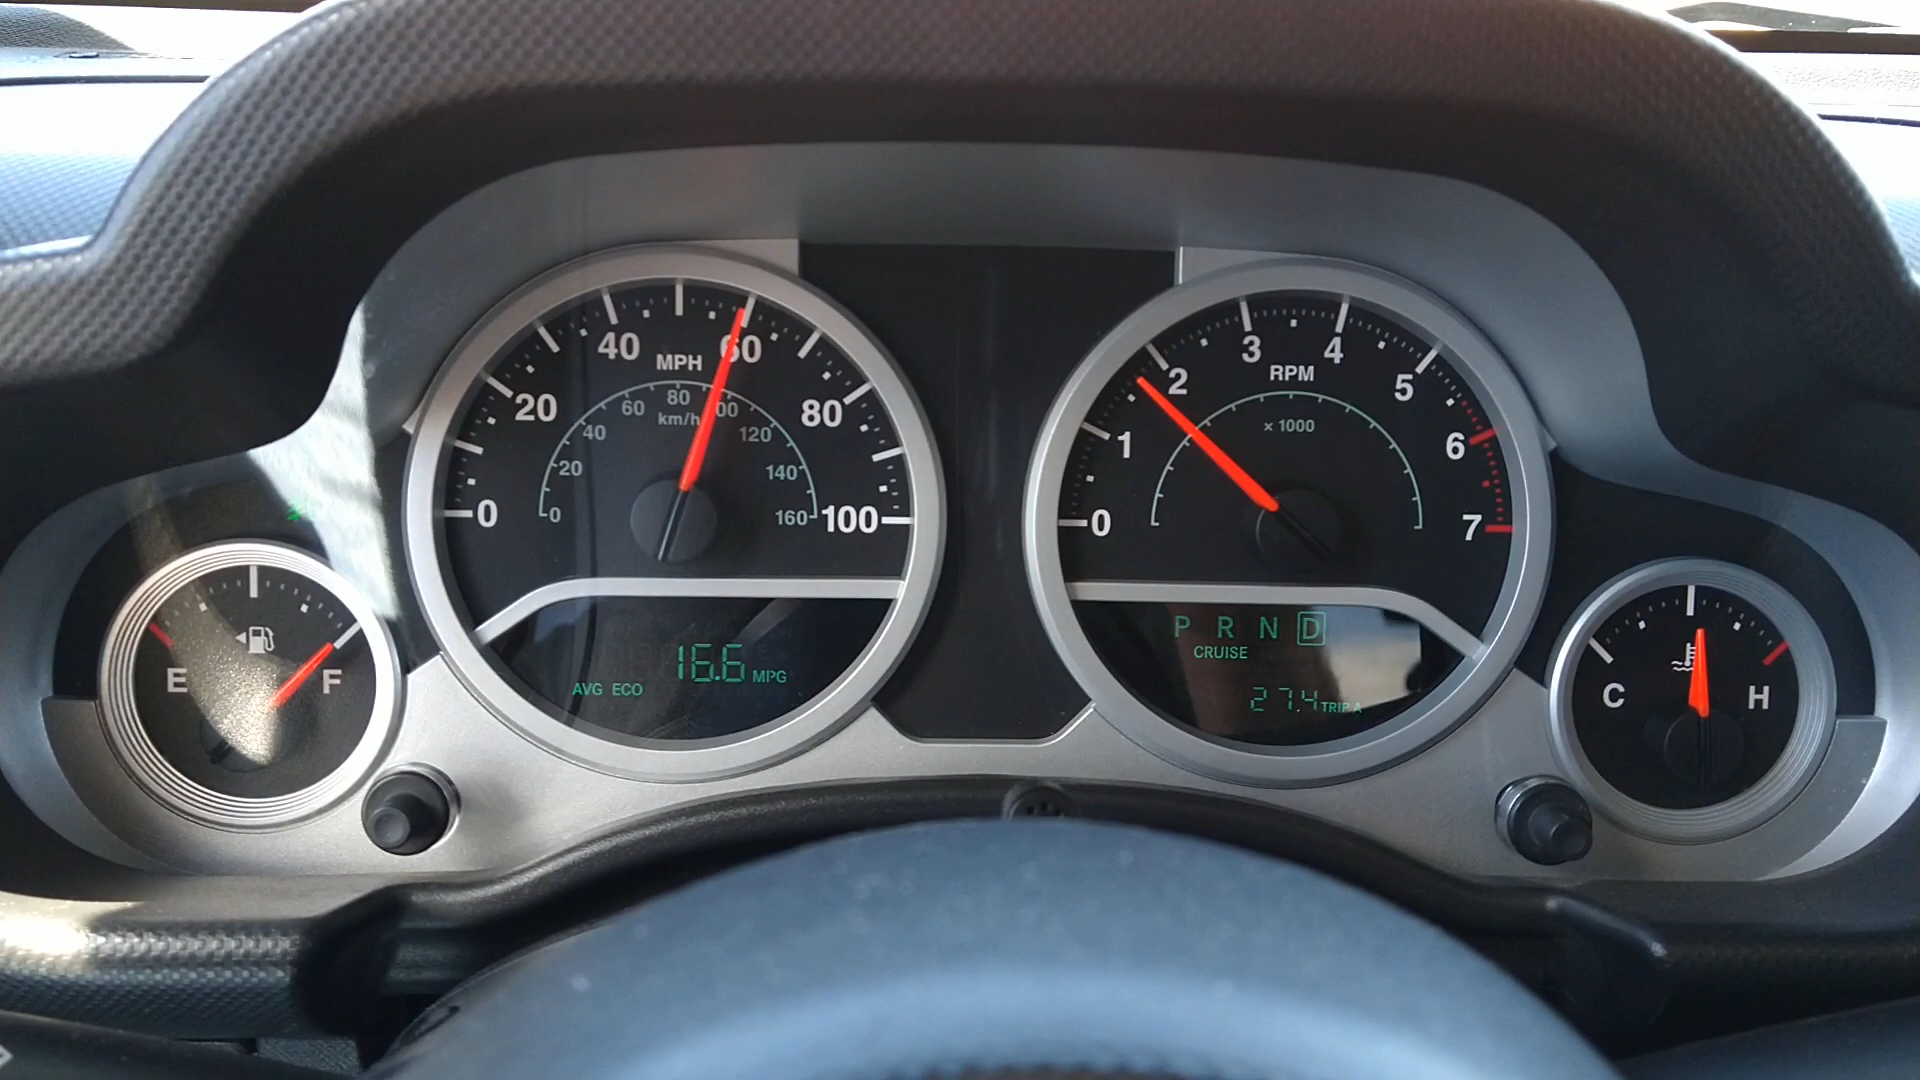 0 20 40 60 80 100
MPH
0 20 40 60 80 100 120 140 160
km/h
16.6 MPG
AVG ECO
0 1 2 3 4 5 6 7
RPM
x 1000
P R N D
CRUISE
27.4 TRIP A
E F
C H